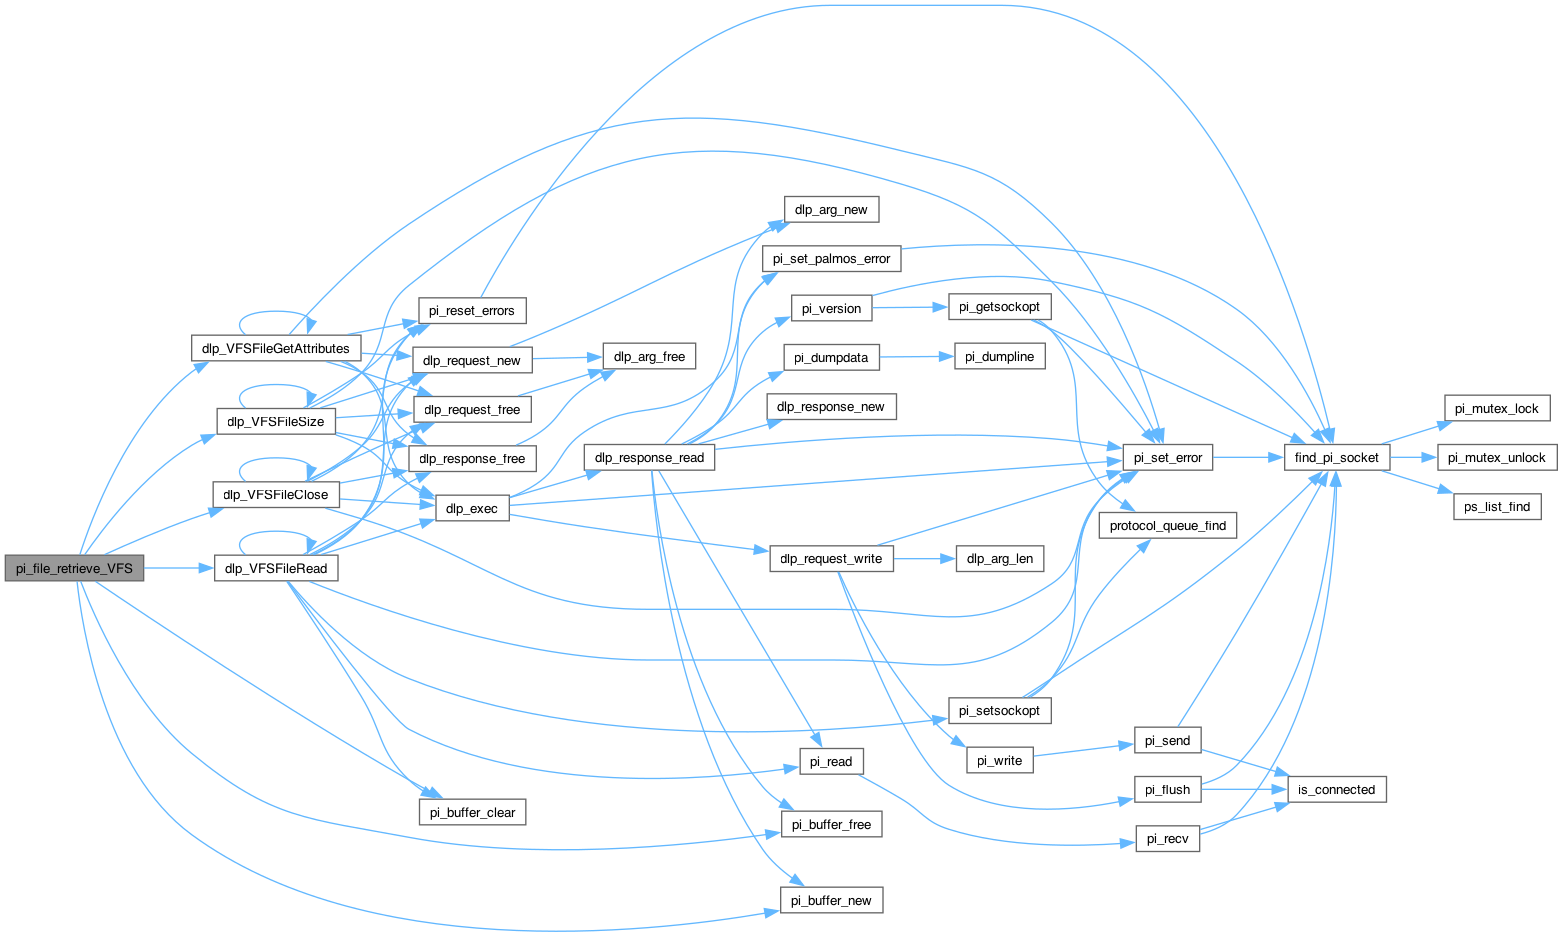 pi_file_retrieve_VFS
dlp_VFSFileGetAttributes
dlp_VFSFileSize
dlp_VFSFileClose
dlp_VFSFileRead
pi_reset_errors
dlp_request_new
dlp_request_free
dlp_response_free
dlp_exec
pi_buffer_clear
dlp_arg_free
dlp_response_read
dlp_arg_new
pi_set_palmos_error
pi_version
pi_dumpdata
dlp_response_new
dlp_request_write
pi_read
pi_buffer_free
pi_buffer_new
pi_getsockopt
pi_dumpline
dlp_arg_len
pi_setsockopt
pi_write
pi_set_error
protocol_queue_find
pi_send
pi_flush
pi_recv
find_pi_socket
is_connected
pi_mutex_lock
pi_mutex_unlock
ps_list_find